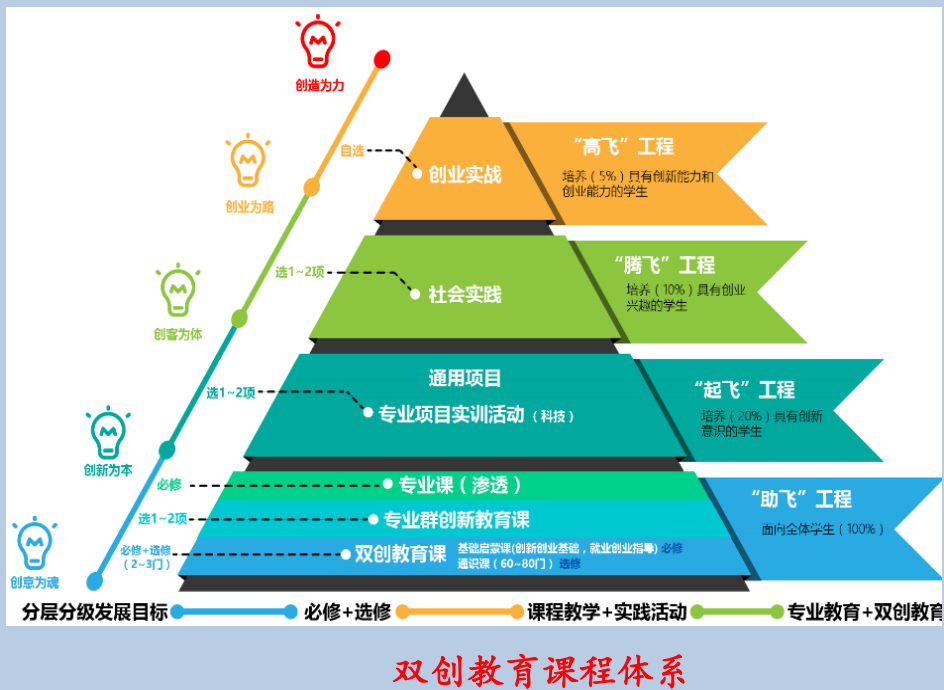 创造为力
“高飞”工程
自选
创业实战
培养（5%）具有创新能力和
创业能力的学生
创业为路
“腾飞”工程
选1~2项
社会实践
培养（10%）具有创业
兴趣的学生
创客为体
通用项目
“起飞”工程
选1~2项
专业项目实训活动（科技）
培养（20%）具有创新
意识的学生
创新为本
必修
专业课（渗透）
“助飞”工程
选1~2项
专业群创新教育课
面向全体学生（100%）
必修+选修
（2~3门）
双创教育课
基础启蒙课(创新创业基础，就业创业指导) 必修
通识课（60~80门） 选修
创意为魂
分层分级发展目标 必修+选修 课程教学+实践活动 专业教育+双创教育
双创教育课程体系